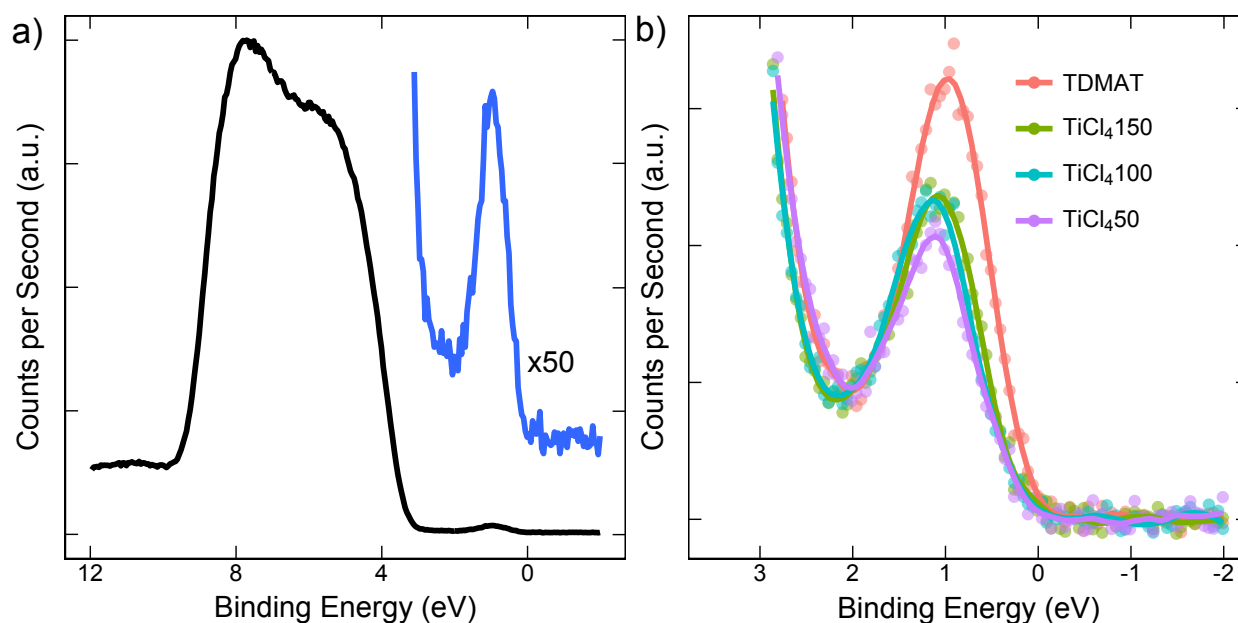 a)
Counts per Second (a.u.)
x50
12 8 4 0
Binding Energy (eV)
b)
Counts per Second (a.u.)
TDMAT
TiCl₄150
TiCl₄100
TiCl₄50
3 2 1 0 -1 -2
Binding Energy (eV)